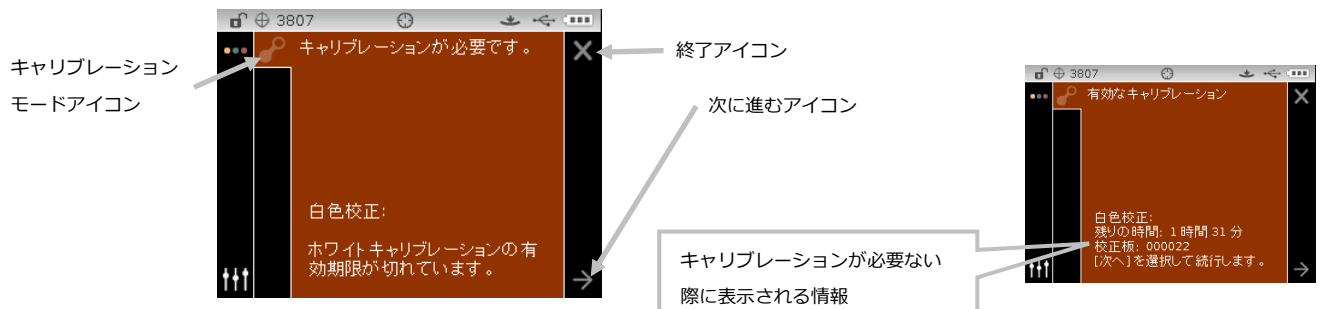 3807
キャリブレーションが必要です。
白色校正:
ホワイトキャリブレーションの有
効期限が切れています。
キャリブレーション
モードアイコン
終了アイコン
次に進むアイコン
キャリブレーションが必要ない
際に表示される情報
3807
有効なキャリブレーション
白色校正:
残りの時間: 1 時間 31 分
校正板: 000022
[次へ]を選択して続行します。